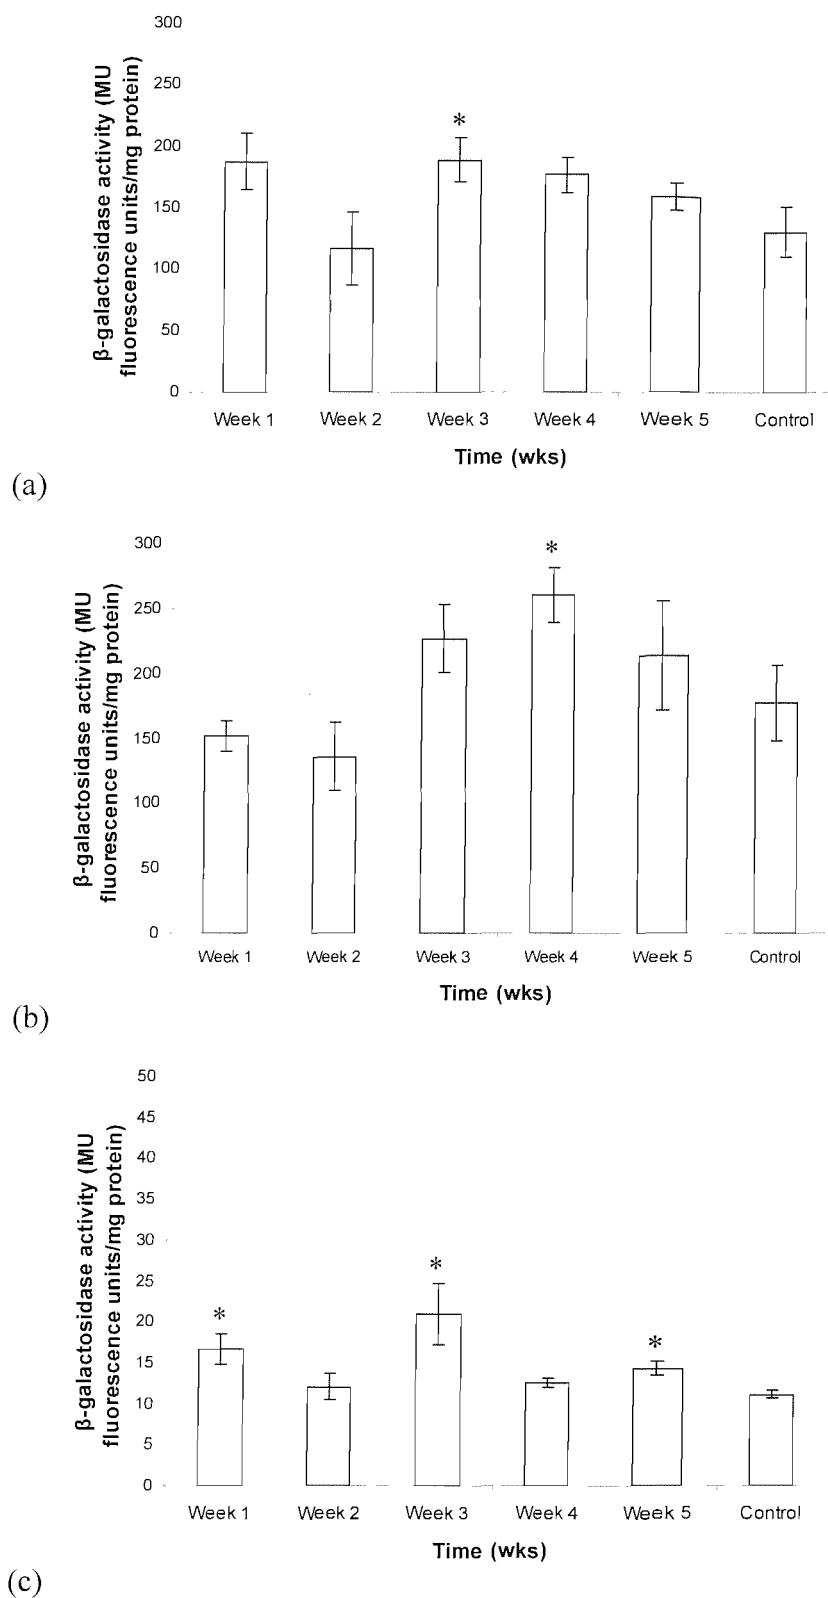 300
250
200
150
100
50
0
β-galactosidase activity (MU
fluorescence units/mg protein)
*
Week 1 Week 2 Week 3 Week 4 Week 5 Control
Time (wks)
(a)
300
250
200
150
100
50
0
β-galactosidase activity (MU
fluorescence units/mg protein)
*
Week 1 Week 2 Week 3 Week 4 Week 5 Control
Time (wks)
(b)
50
45
40
35
30
25
20
15
10
5
0
β-galactosidase activity (MU
fluorescence units/mg protein)
* * *
Week 1 Week 2 Week 3 Week 4 Week 5 Control
Time (wks)
(c)